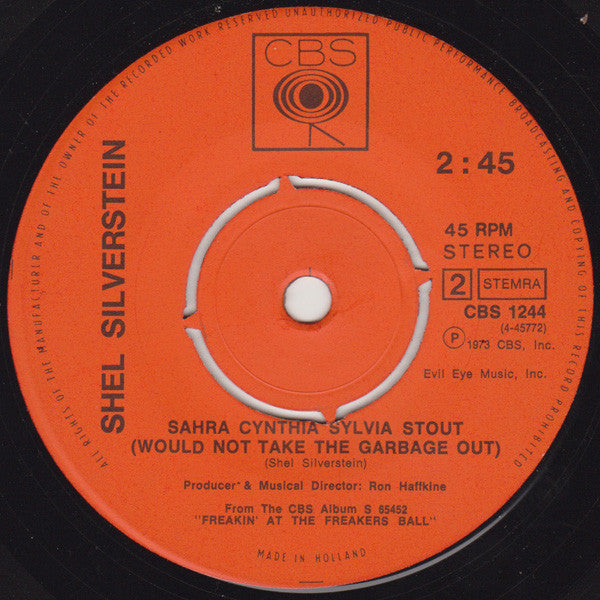 ALL RIGHTS OF THE MANUFACTURER AND OF THE OWNER OF THE RECORDED WORK RESERVED UNAUTHORIZED PUBLIC PERFORMANCE BROADCASTING AND COPYING OF THIS RECORD PROHIBITED
CBS
SHEL SILVERSTEIN
2:45
45 RPM
STEREO
2 STEMRA
CBS 1244
(4-45772)
Ⓟ 1973 CBS, Inc.
Evil Eye Music, Inc.
SAHRA CYNTHIA SYLVIA STOUT
(WOULD NOT TAKE THE GARBAGE OUT)
(Shel Silverstein)
Producer & Musical Director: Ron Haffkine
From The CBS Album S 65452
"FREAKIN' AT THE FREAKERS BALL"
MADE IN HOLLAND